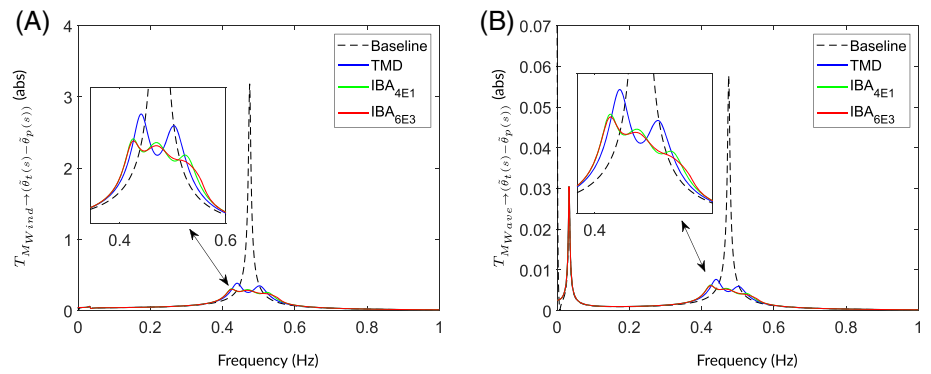 (A)
4
3
2
1
0
T_{M_{Wind}→(θ̃_t(s)−θ̃_p(s))} (abs)
Baseline
TMD
IBA_{4E1}
IBA_{6E3}
0.4 0.6
0 0.2 0.4 0.6 0.8 1
Frequency (Hz)
(B)
0.07
0.06
0.05
0.04
0.03
0.02
0.01
0
T_{M_{Wave}→(θ̃_t(s)−θ̃_p(s))} (abs)
Baseline
TMD
IBA_{4E1}
IBA_{6E3}
0.4
0 0.2 0.4 0.6 0.8 1
Frequency (Hz)